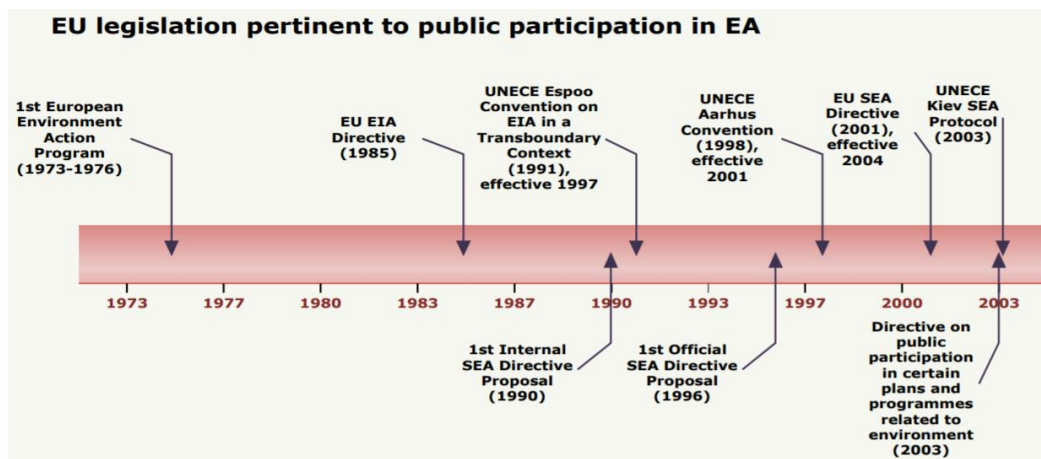 EU legislation pertinent to public participation in EA
1st European
Environment
Action
Program
(1973-1976)
EU EIA
Directive
(1985)
UNECE Espoo
Convention on
EIA in a
Transboundary
Context
(1991),
effective 1997
UNECE
Aarhus
Convention
(1998),
effective
2001
EU SEA
Directive
(2001),
effective
2004
UNECE
Kiev SEA
Protocol
(2003)
1973
1977
1980
1983
1987
1990
1993
1997
2000
2003
1st Internal
SEA Directive
Proposal
(1990)
1st Official
SEA Directive
Proposal
(1996)
Directive on
public
participation
in certain
plans and
programmes
related to
environment
(2003)